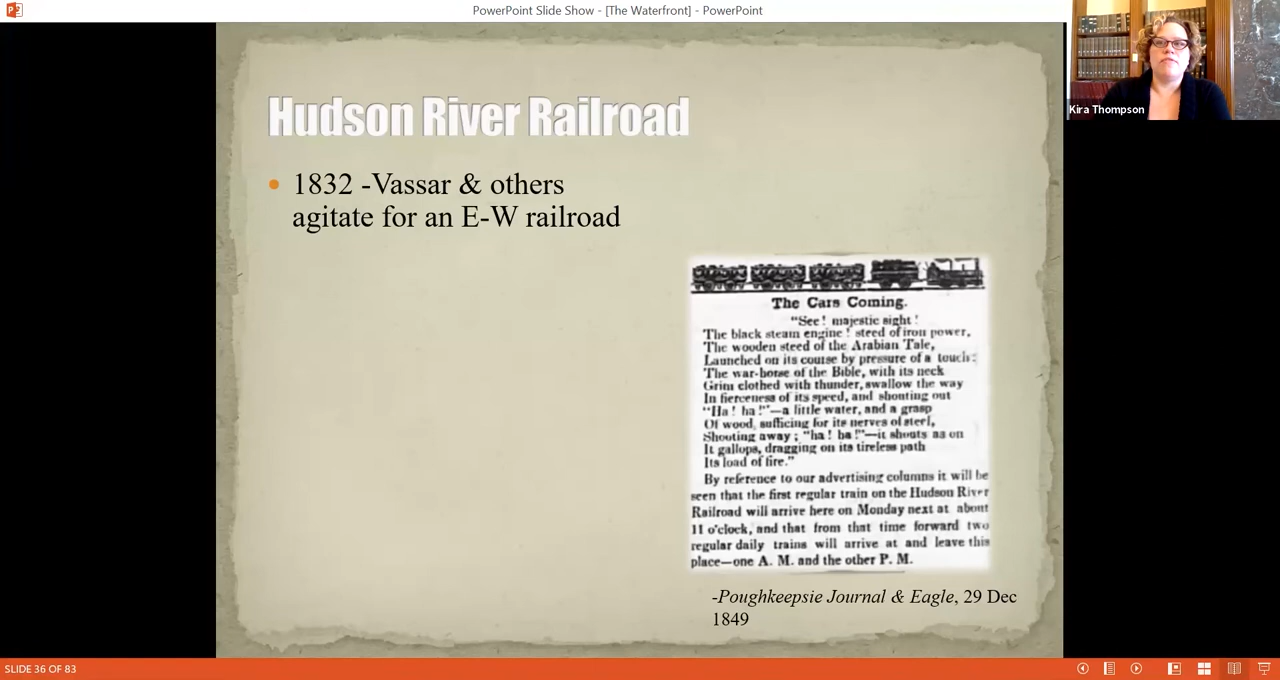 PowerPoint Slide Show - [The Waterfront] - PowerPoint
Kira Thompson
Hudson River Railroad
1832 -Vassar & others
agitate for an E-W railroad
The Cars Coming.
"See! majestic sight!
The black steam engine! steed of iron power,
The wooden steed of the Arabian Tale,
Launched on its course by pressure of a touch:
The war-horse of the Bible, with its neck
Grim clothed with thunder, swallow the way
In fierceness of its speed, and shouting out
"Ha! ha!"—a little water, and a grasp
Of wood, sufficing for its nerves of steel,
Shooting away; "ha! ha!"—it shouts as on
It gallops, dragging on its tireless path
Its load of fire."
By reference to our advertising columns it will be
seen that the first regular train on the Hudson River
Railroad will arrive here on Monday next at about
11 o'clock, and that from that time forward two
regular daily trains will arrive at and leave this
place—one A. M. and the other P. M.
-Poughkeepsie Journal & Eagle, 29 Dec
1849
SLIDE 36 OF 83